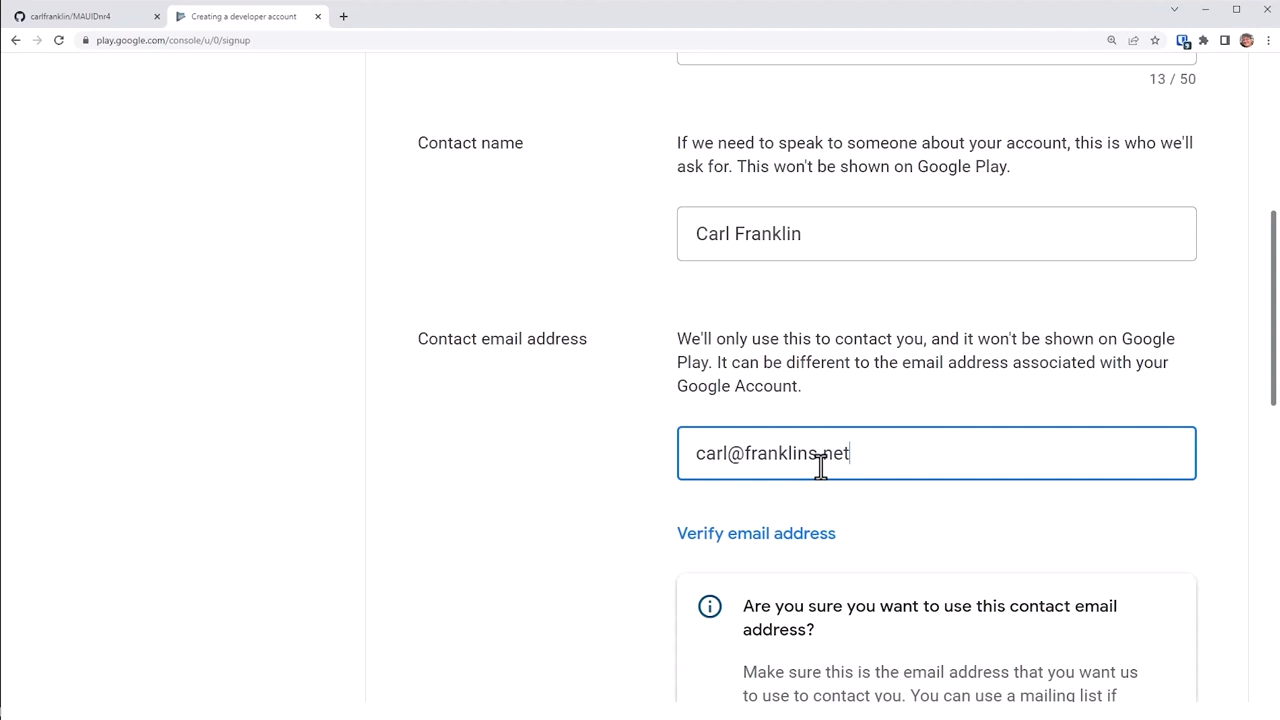 carlfranklin/MAUIDnr4
Creating a developer account
play.google.com/console/u/0/signup
13 / 50
Contact name
If we need to speak to someone about your account, this is who we'll
ask for. This won't be shown on Google Play.
Carl Franklin
Contact email address
We'll only use this to contact you, and it won't be shown on Google
Play. It can be different to the email address associated with your
Google Account.
carl@franklins.net
Verify email address
Are you sure you want to use this contact email
address?
Make sure this is the email address that you want us
to use to contact you. You can use a mailing list if